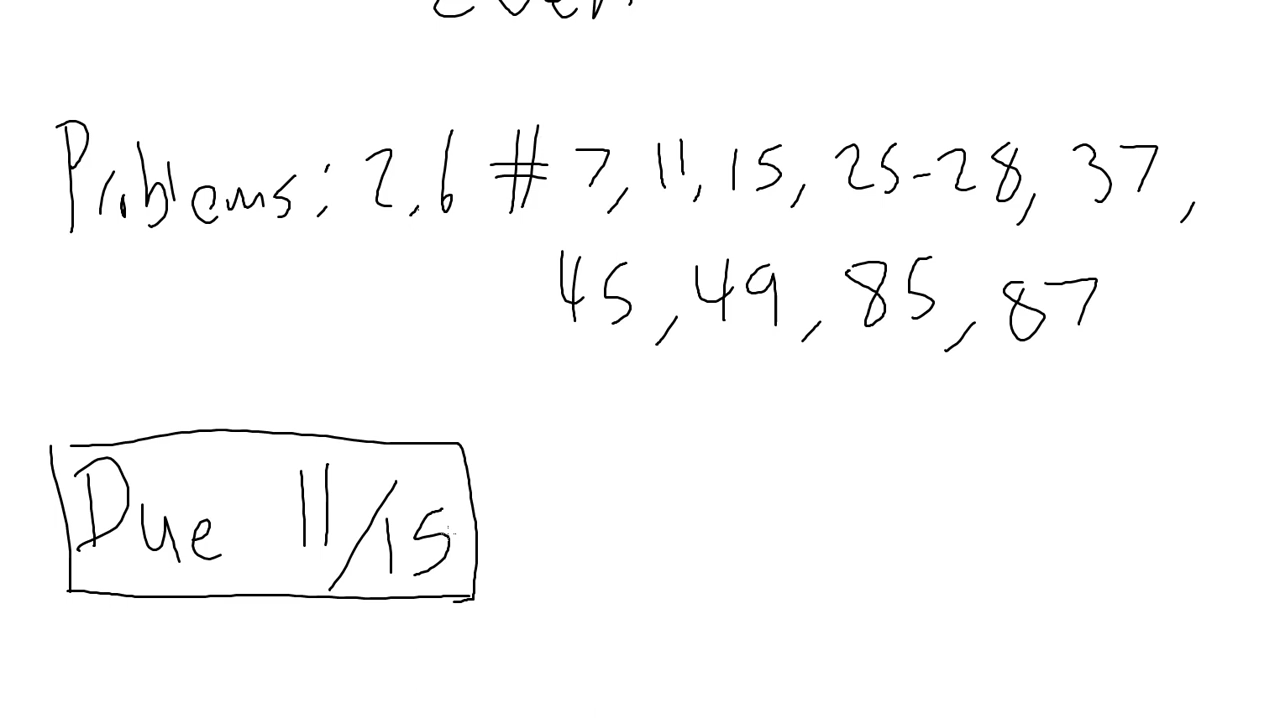 Problems: 2.6 # 7, 11, 15, 25-28, 37,
45, 49, 85, 87
Due 11/15